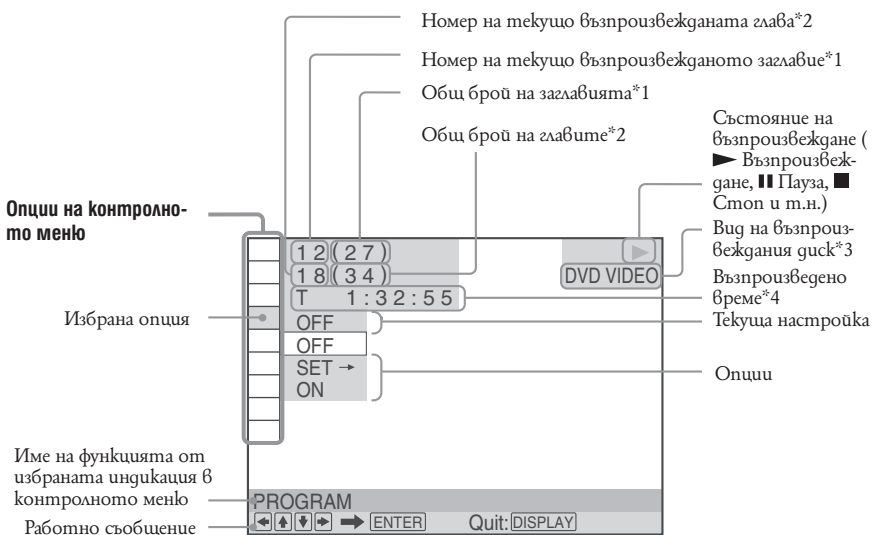 Номер на текущо възпроизвежданата глава*2
Номер на текущо възпроизвежданото заглавие*1
Общ брой на заглавията*1
Общ брой на главите*2
Състояние на
възпроизвеждане (
▶ Възпроизвеж-
дане, ⏸ Пауза, ■
Стоп и т.н.)
Опции на контролно-
то меню
Вид на възпроиз-
веждания диск*3
Възпроизведено
време*4
Текуща настройка
Избрана опция
Опции
12(27)
18(34)
T 1:32:55
DVD VIDEO
OFF
OFF
SET →
ON
Име на функцията от
избраната индикация в
контролното меню
Работно съобщение
PROGRAM
← ↑ ↓ → → ENTER Quit: DISPLAY